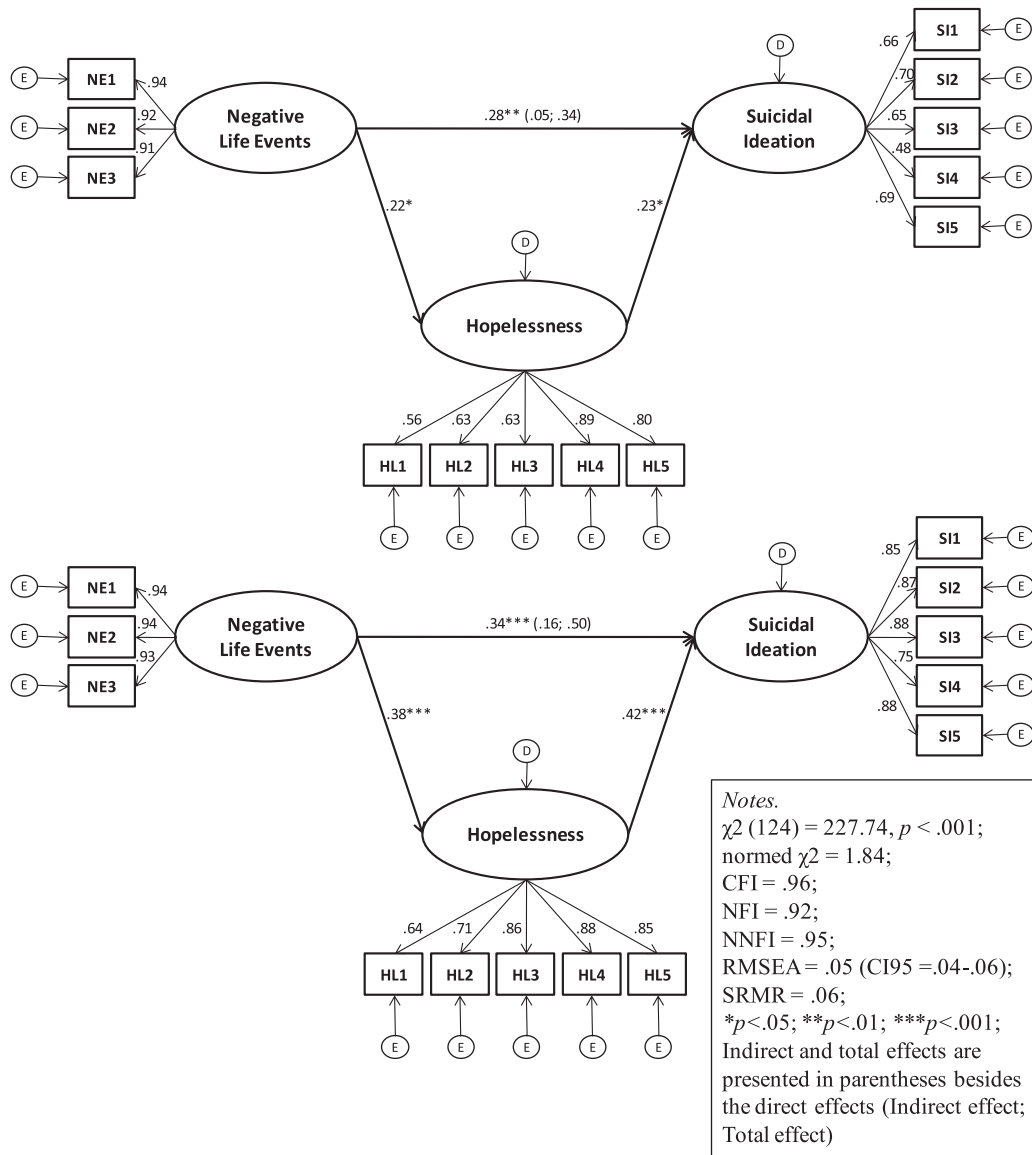 SI1
E
D
.66
NE1
E
.94
Negative
Life Events
Suicidal
Ideation
SI2
E
.70
NE2
E
.92
.28** (.05; .34)
SI3
E
.65
NE3
E
.91
SI4
E
.48
.22*
.23*
.69
SI5
E
D
Hopelessness
.56
.63
.63
.89
.80
HL1
HL2
HL3
HL4
HL5
E
E
E
E
E
SI1
E
D
.85
NE1
E
.94
Negative
Life Events
Suicidal
Ideation
SI2
E
.87
NE2
E
.94
.34*** (.16; .50)
SI3
E
.88
NE3
E
.93
SI4
E
.75
.38***
.42***
.88
SI5
E
D
Hopelessness
.64
.71
.86
.88
.85
HL1
HL2
HL3
HL4
HL5
E
E
E
E
E
Notes.
χ2 (124) = 227.74, p < .001;
normed χ2 = 1.84;
CFI = .96;
NFI = .92;
NNFI = .95;
RMSEA = .05 (CI95 =.04-.06);
SRMR = .06;
*p<.05; **p<.01; ***p<.001;
Indirect and total effects are
presented in parentheses besides
the direct effects (Indirect effect;
Total effect)